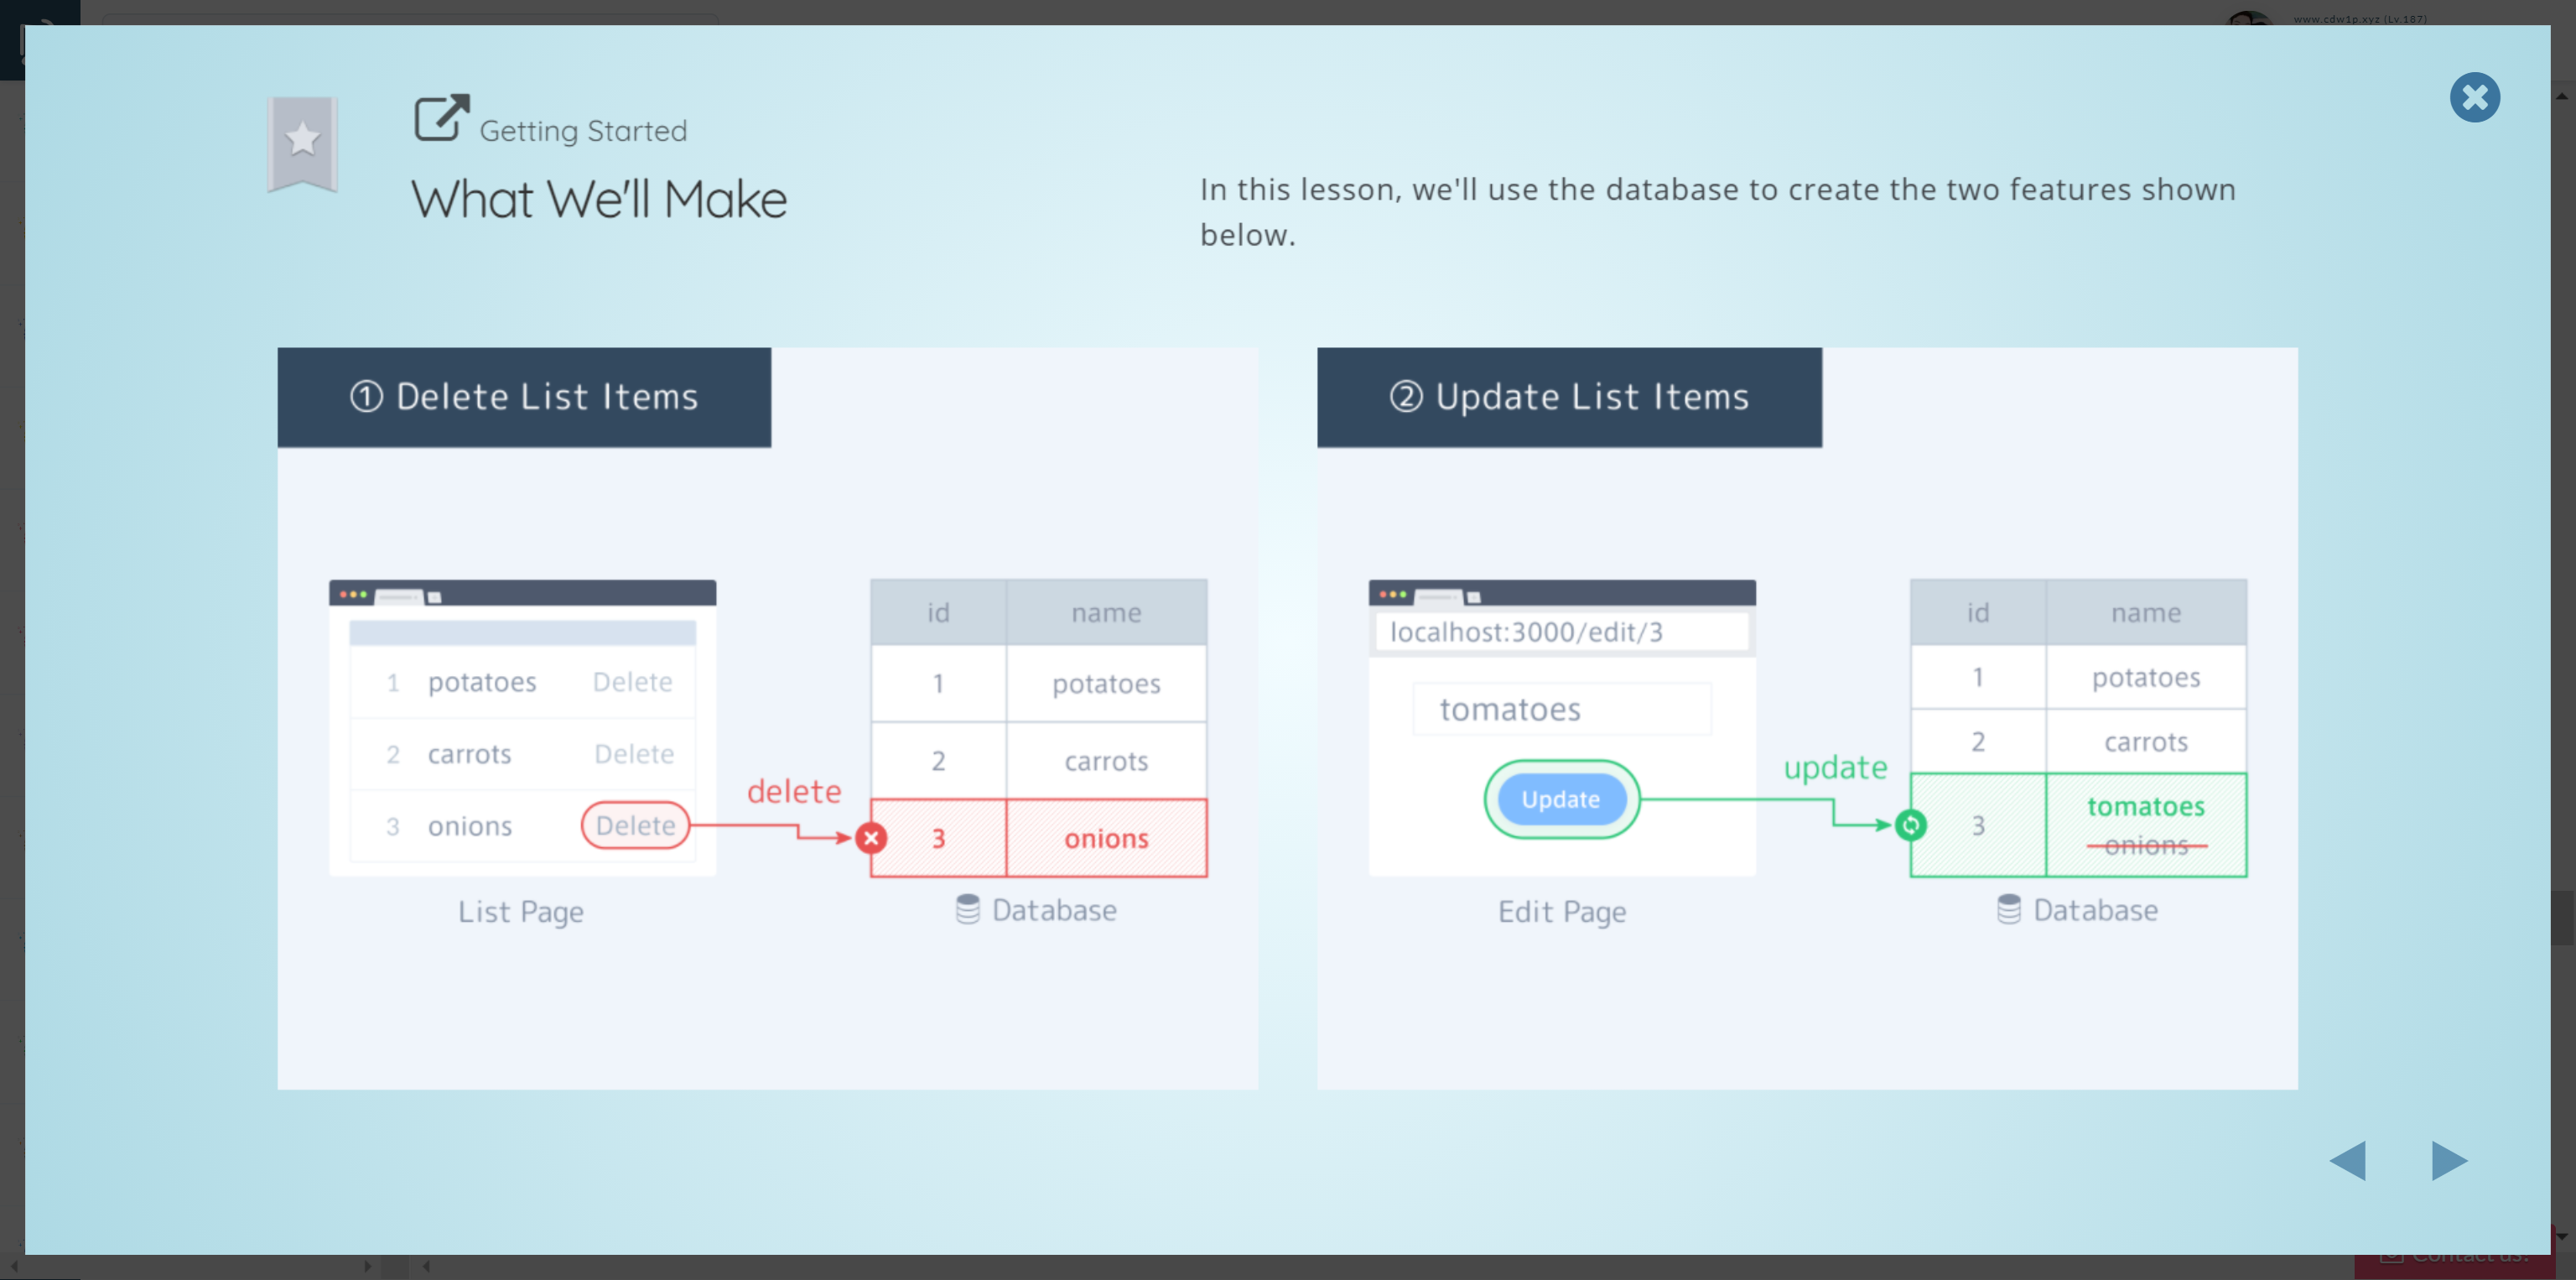 www.cdw1p.xyz (Lv.187)
Getting Started
What We'll Make
In this lesson, we'll use the database to create the two features shown
below.
① Delete List Items
1 potatoes Delete
2 carrots Delete
3 onions Delete
List Page
delete
id name
1 potatoes
2 carrots
3 onions
Database
② Update List Items
localhost:3000/edit/3
tomatoes
Update
Edit Page
update
id name
1 potatoes
2 carrots
3 tomatoes
onions
Database
Contact us!